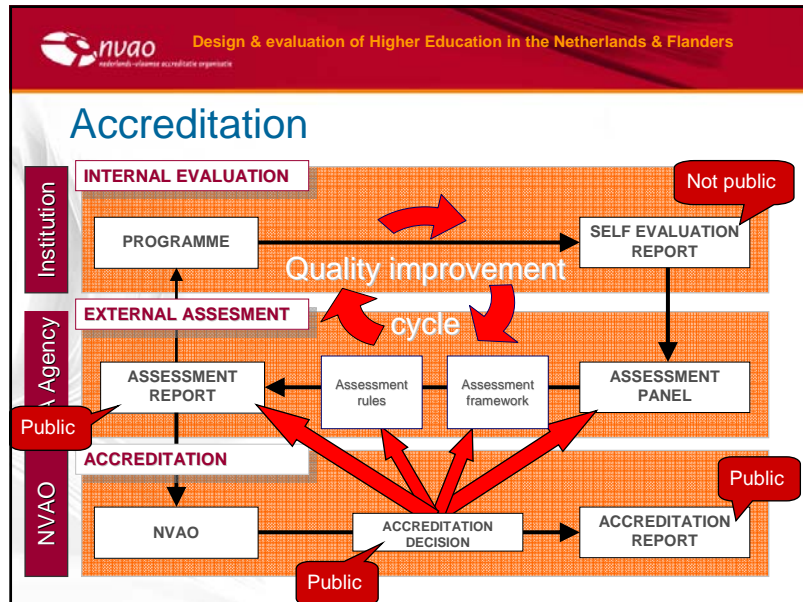 nvao
nederlands-vlaamse accreditatie organisatie
Design & evaluation of Higher Education in the Netherlands & Flanders
Accreditation
Institution
INTERNAL EVALUATION
Not public
PROGRAMME
SELF EVALUATION
REPORT
Quality improvement
cycle
A Agency
EXTERNAL ASSESMENT
ASSESSMENT
REPORT
Assessment
rules
Assessment
framework
ASSESSMENT
PANEL
Public
NVAO
ACCREDITATION
Public
NVAO
ACCREDITATION
DECISION
ACCREDITATION
REPORT
Public